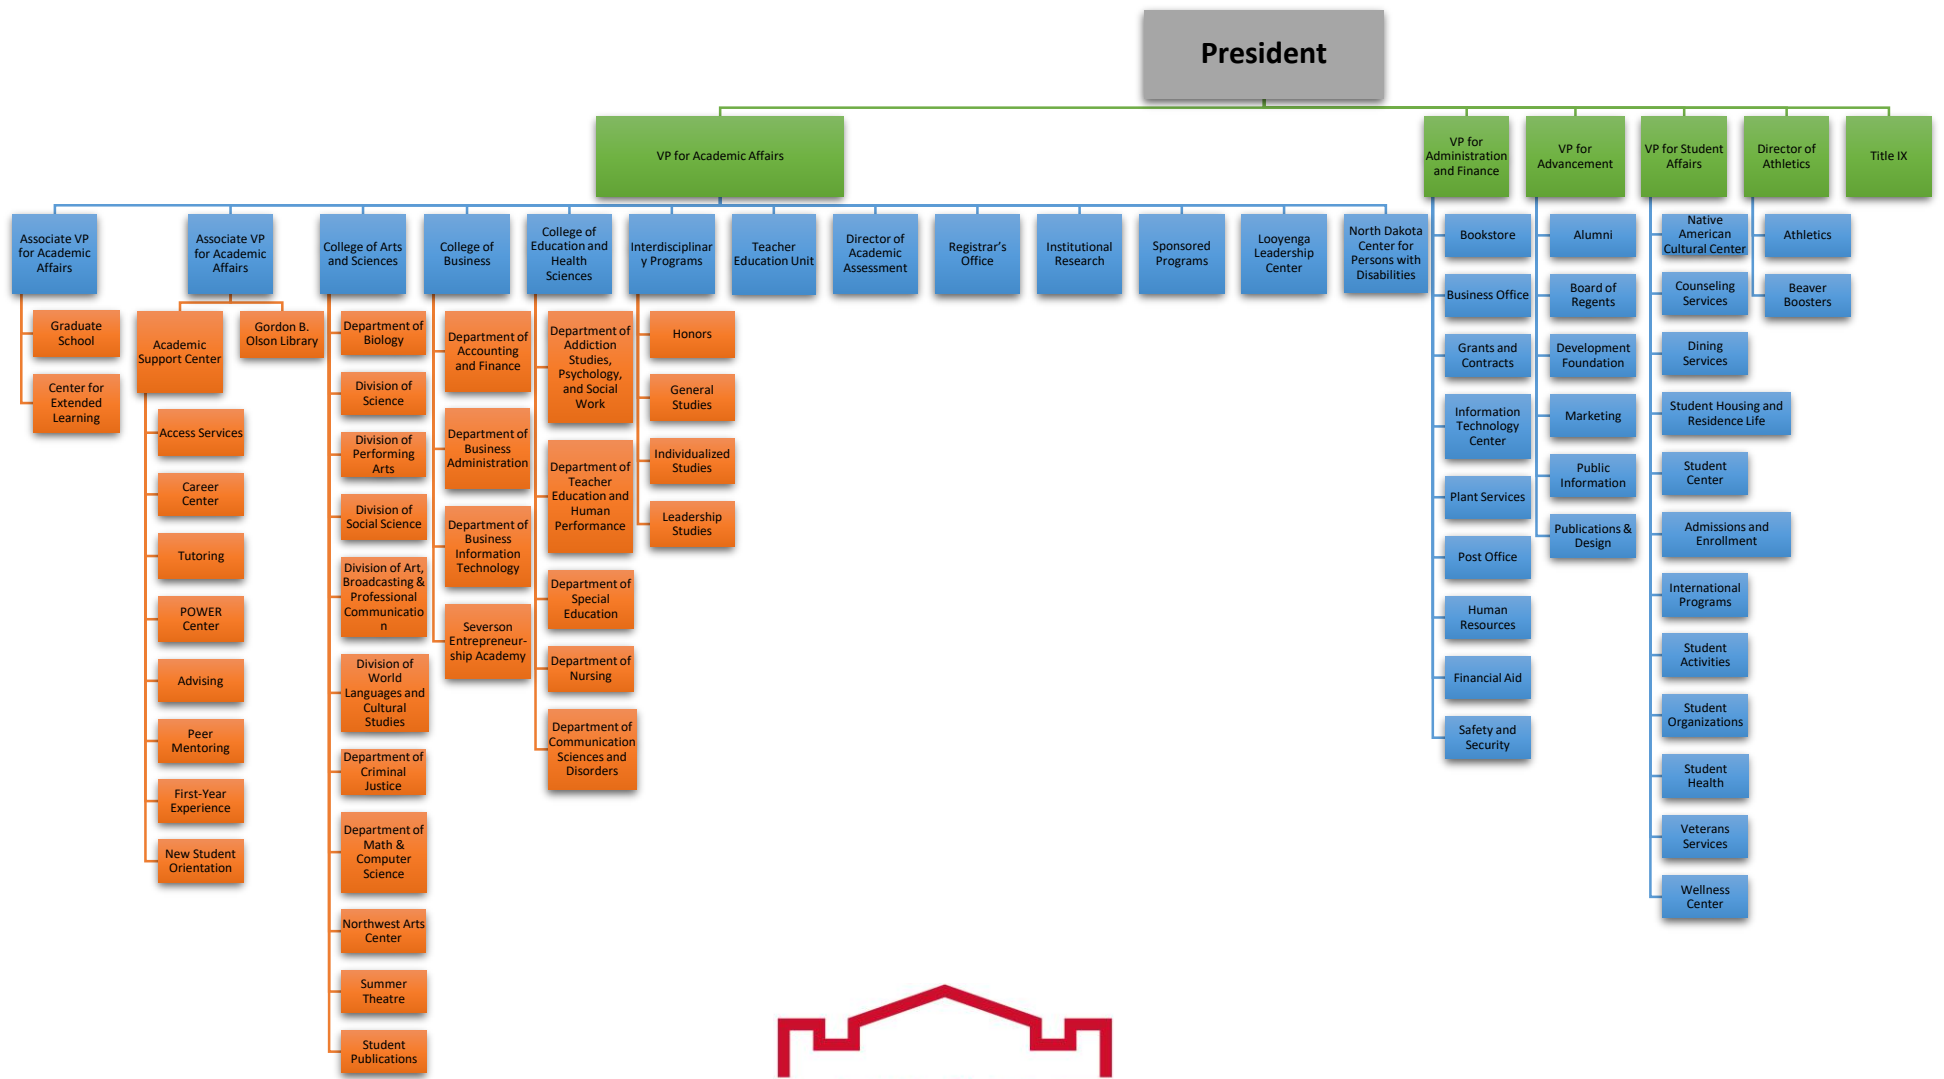 President
VP for Academic Affairs
VP for
Administration
and Finance
VP for
Advancement
VP for Student
Affairs
Director of
Athletics
Title IX
Associate VP
for Academic
Affairs
Associate VP
for Academic
Affairs
College of Arts
and Sciences
College of
Business
College of
Education and
Health
Sciences
Interdisciplinar
y Programs
Teacher
Education Unit
Director of
Academic
Assessment
Registrar’s
Office
Institutional
Research
Sponsored
Programs
Looyenga
Leadership
Center
North Dakota
Center for
Persons with
Disabilities
Graduate
School
Center for
Extended
Learning
Academic
Support Center
Gordon B.
Olson Library
Access Services
Career
Center
Tutoring
POWER
Center
Advising
Peer
Mentoring
First-Year
Experience
New Student
Orientation
Department of
Biology
Division of
Science
Division of
Performing
Arts
Division of
Social Science
Division of Art,
Broadcasting &
Professional
Communicatio
n
Division of
World
Languages and
Cultural
Studies
Department of
Criminal
Justice
Department of
Math &
Computer
Science
Northwest Arts
Center
Summer
Theatre
Student
Publications
Department of
Accounting
and Finance
Department of
Business
Administration
Department of
Business
Information
Technology
Severson
Entrepreneur-
ship Academy
Department of
Addiction
Studies,
Psychology,
and Social
Work
Department of
Teacher
Education and
Human
Performance
Department of
Special
Education
Department of
Nursing
Department of
Communication
Sciences and
Disorders
Honors
General
Studies
Individualized
Studies
Leadership
Studies
Bookstore
Business Office
Grants and
Contracts
Information
Technology
Center
Plant Services
Post Office
Human
Resources
Financial Aid
Safety and
Security
Alumni
Board of
Regents
Development
Foundation
Marketing
Public
Information
Publications &
Design
Native
American
Cultural Center
Counseling
Services
Dining
Services
Student Housing and
Residence Life
Student
Center
Admissions and
Enrollment
International
Programs
Student
Activities
Student
Organizations
Student
Health
Veterans
Services
Wellness
Center
Athletics
Beaver
Boosters